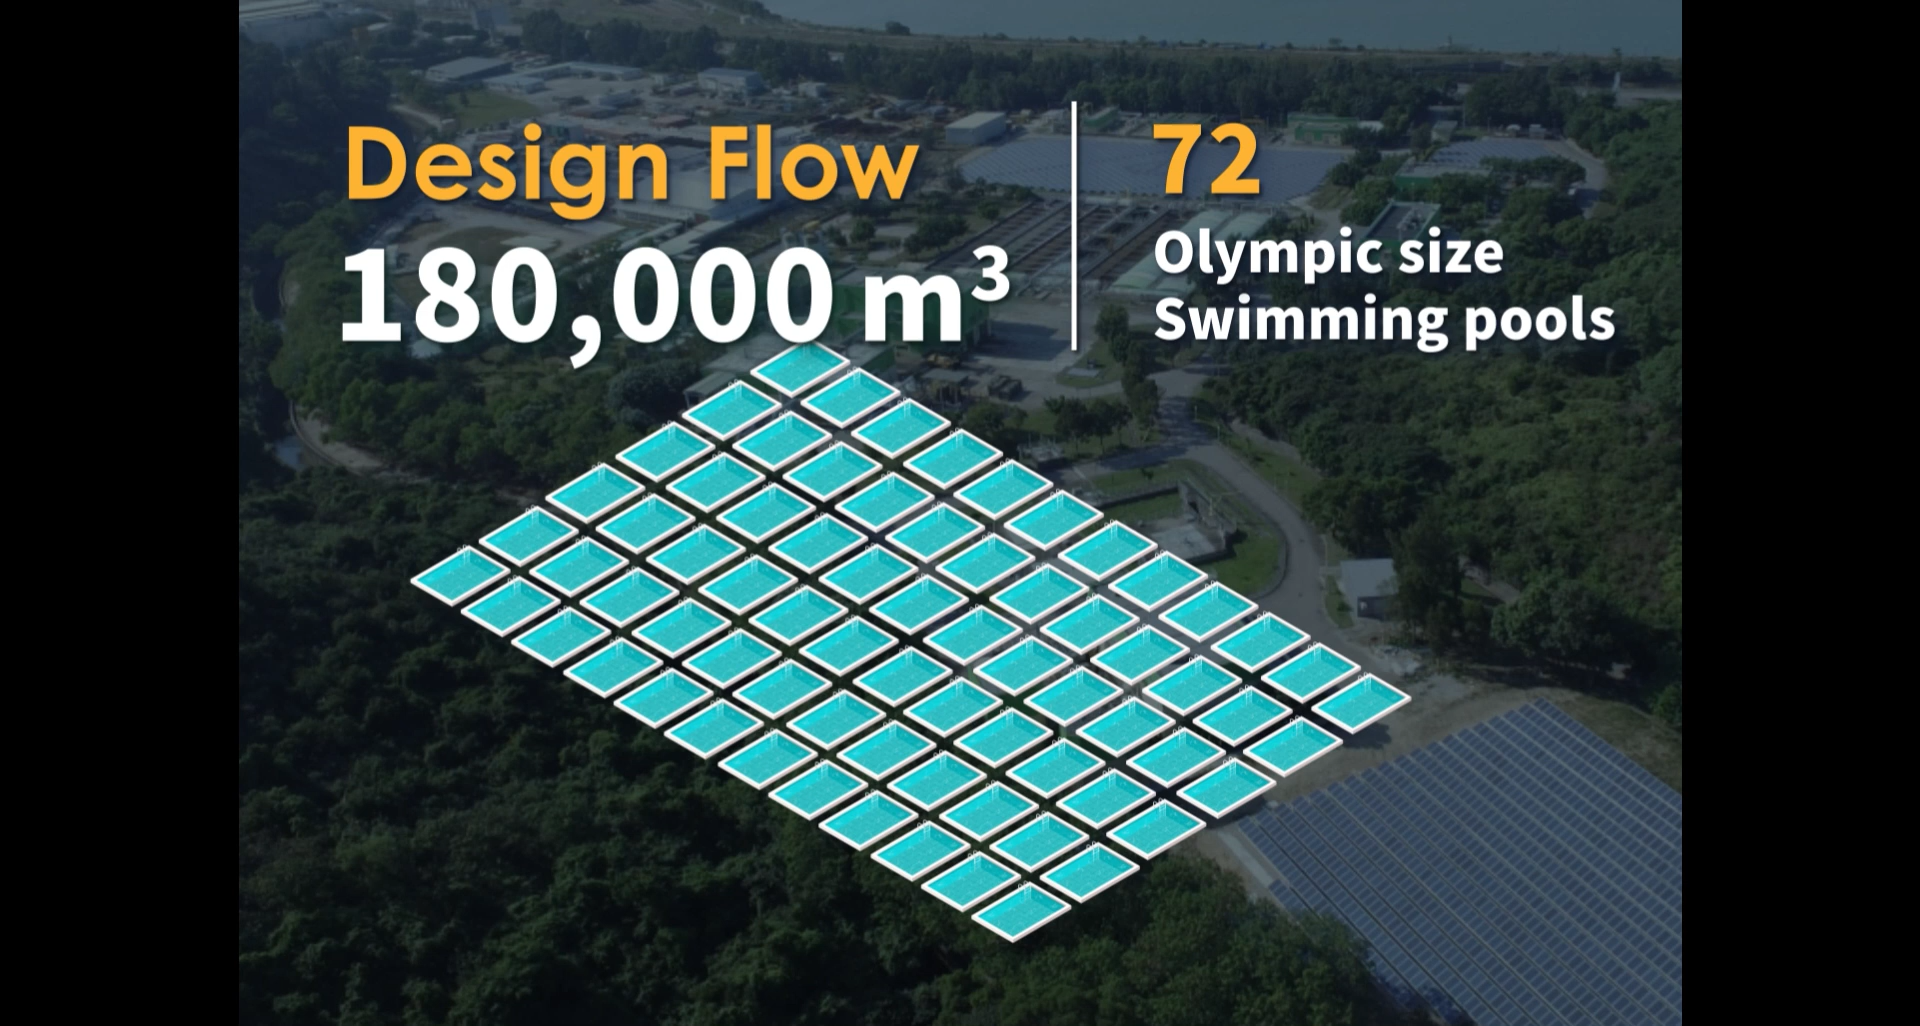 Design Flow
180,000 m³
72
Olympic size
Swimming pools